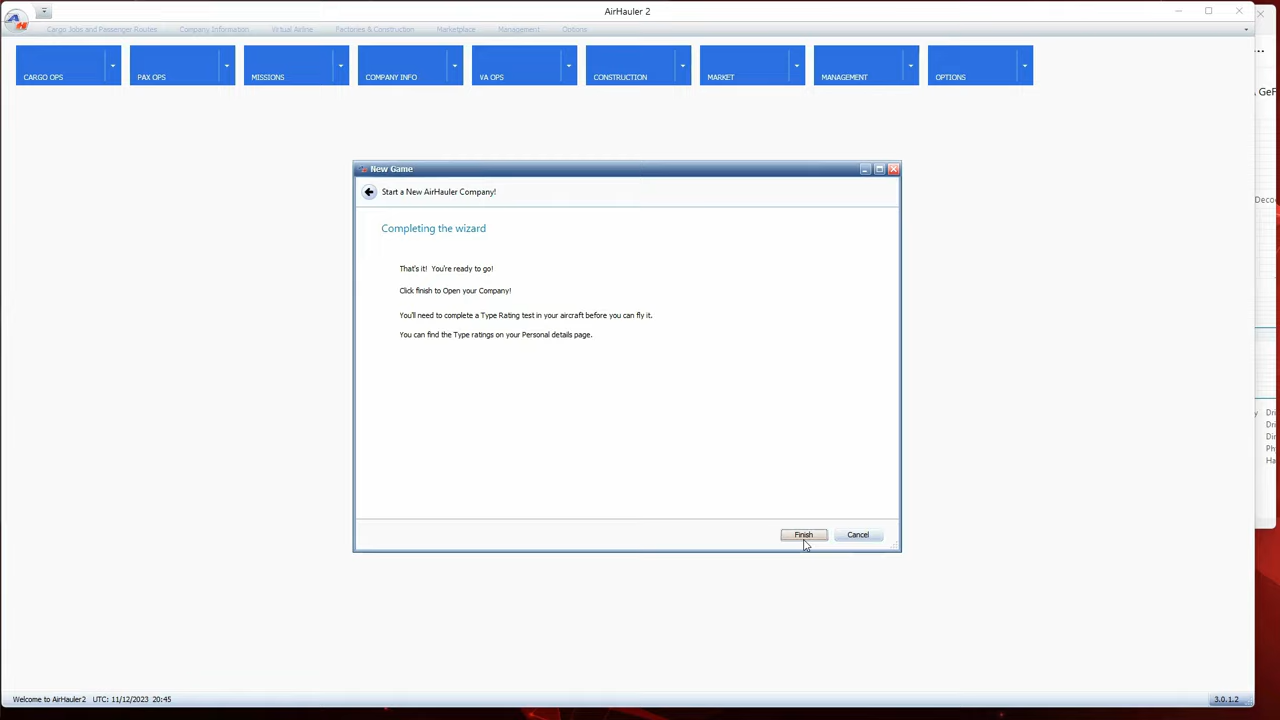 AirHauler 2
Cargo Jobs and Passenger Routes Company Information Virtual Airline Factories & Construction Marketplace Management Options
CARGO OPS PAX OPS MISSIONS COMPANY INFO VA OPS CONSTRUCTION MARKET MANAGEMENT OPTIONS
New Game
Start a New AirHauler Company!
Completing the wizard
That's it! You're ready to go!
Click finish to Open your Company!
You'll need to complete a Type Rating test in your aircraft before you can fly it.
You can find the Type ratings on your Personal details page.
Finish Cancel
Welcome to AirHauler2 UTC: 11/12/2023 20:45
3.0.1.2